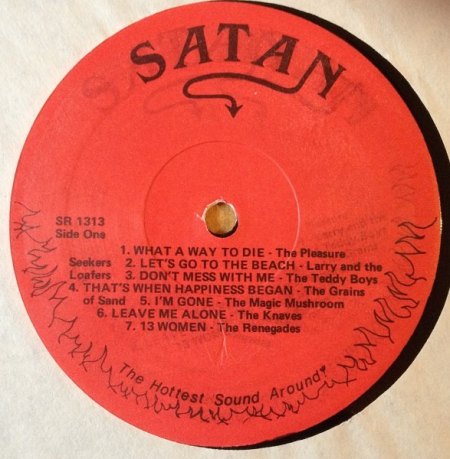 SATAN
SR 1313
Side One
1. WHAT A WAY TO DIE - The Pleasure
Seekers 2. LET'S GO TO THE BEACH - Larry and the
Loafers 3. DON'T MESS WITH ME - The Teddy Boys
4. THAT'S WHEN HAPPINESS BEGAN - The Grains
of Sand 5. I'M GONE - The Magic Mushroom
6. LEAVE ME ALONE - The Knaves
7. 13 WOMEN - The Renegades
The Hottest Sound Around!